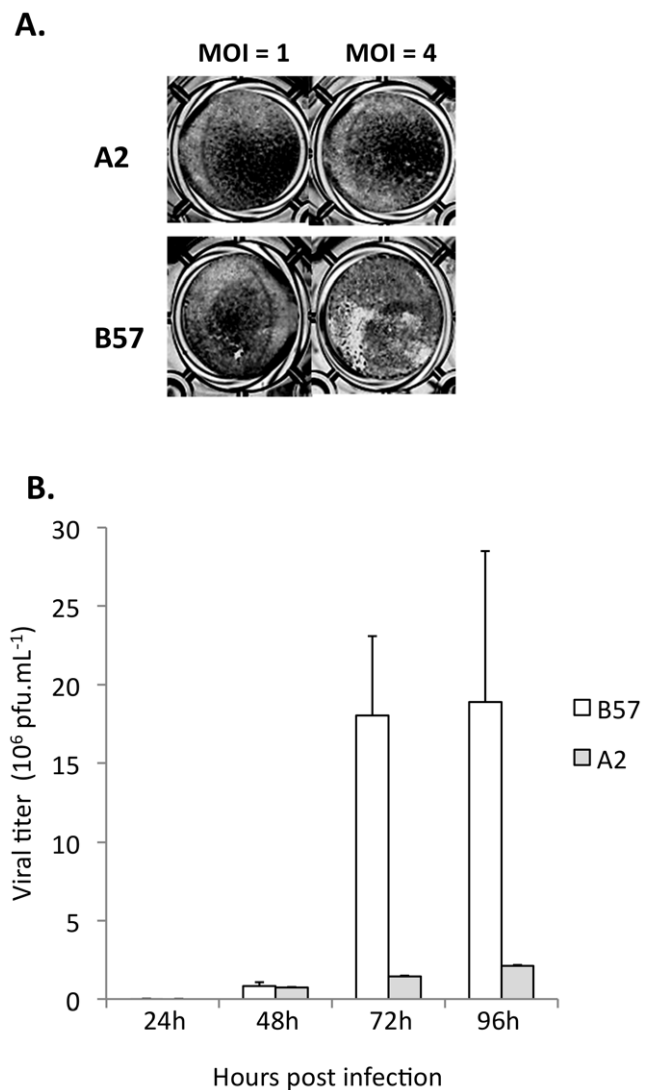 A.
MOI = 1 MOI = 4
A2
B57
B.
30
25
20
15
10
5
0
Viral titer (10⁶ pfu.mL⁻¹)
24h 48h 72h 96h
Hours post infection
B57
A2